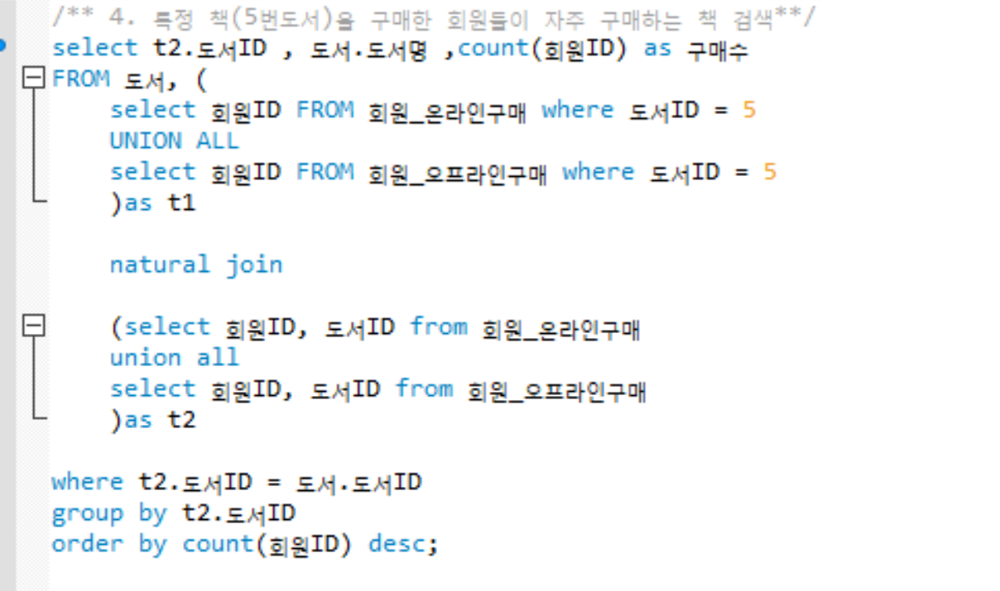 /** 4. 특정 책(5번도서)을 구매한 회원들이 자주 구매하는 책 검색**/
select t2.도서ID , 도서.도서명 ,count(회원ID) as 구매수
FROM 도서, (
select 회원ID FROM 회원_온라인구매 where 도서ID = 5
UNION ALL
select 회원ID FROM 회원_오프라인구매 where 도서ID = 5
)as t1
natural join
(select 회원ID, 도서ID from 회원_온라인구매
union all
select 회원ID, 도서ID from 회원_오프라인구매
)as t2
where t2.도서ID = 도서.도서ID
group by t2.도서ID
order by count(회원ID) desc;